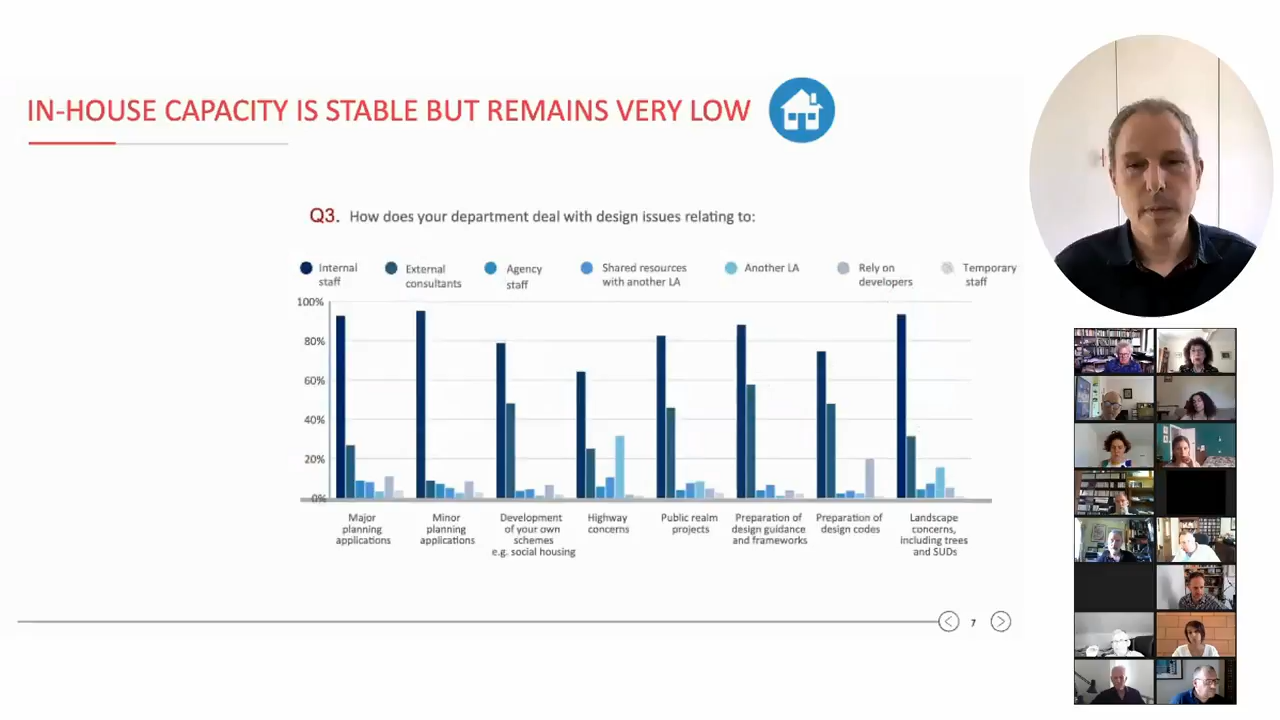 IN-HOUSE CAPACITY IS STABLE BUT REMAINS VERY LOW
Q3. How does your department deal with design issues relating to:
Internal
staff
External
consultants
Agency
staff
Shared resources
with another LA
Another LA
Rely on
developers
Temporary
staff
100%
80%
60%
40%
20%
0%
Major
planning
applications
Minor
planning
applications
Development
of your own
schemes
e.g. social housing
Highway
concerns
Public realm
projects
Preparation of
design guidance
and frameworks
Preparation of
design codes
Landscape
concerns,
including trees
and SUDs
7